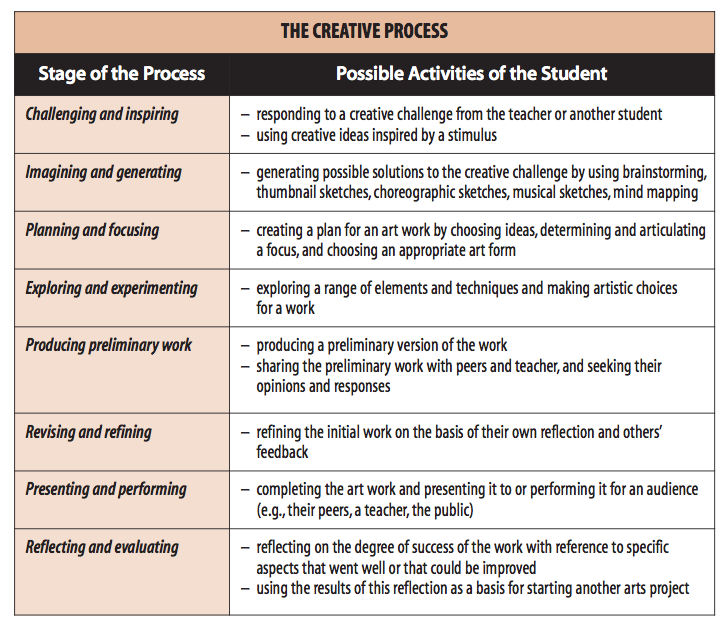 THE CREATIVE PROCESS
Stage of the Process
Possible Activities of the Student
Challenging and inspiring
– responding to a creative challenge from the teacher or another student
– using creative ideas inspired by a stimulus
Imagining and generating
– generating possible solutions to the creative challenge by using brainstorming,
thumbnail sketches, choreographic sketches, musical sketches, mind mapping
Planning and focusing
– creating a plan for an art work by choosing ideas, determining and articulating
a focus, and choosing an appropriate art form
Exploring and experimenting
– exploring a range of elements and techniques and making artistic choices
for a work
Producing preliminary work
– producing a preliminary version of the work
– sharing the preliminary work with peers and teacher, and seeking their
opinions and responses
Revising and refining
– refining the initial work on the basis of their own reflection and others’
feedback
Presenting and performing
– completing the art work and presenting it to or performing it for an audience
(e.g., their peers, a teacher, the public)
Reflecting and evaluating
– reflecting on the degree of success of the work with reference to specific
aspects that went well or that could be improved
– using the results of this reflection as a basis for starting another arts project